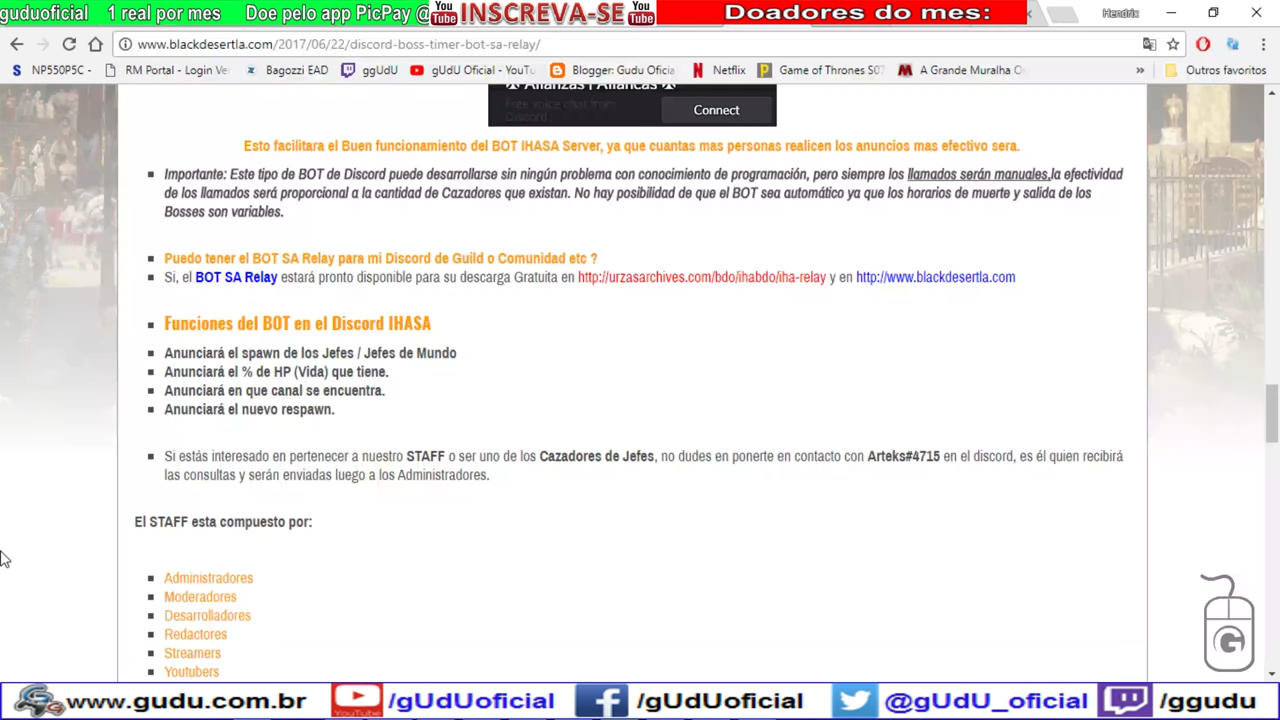 guduoficial 1 real por mes Doe pelo app PicPay @ You Tube INSCREVA-SE You Tube Doadores do mes:
Hendrix
www.blackdesertla.com/2017/06/22/discord-boss-timer-bot-sa-relay/
NP550P5C - RM Portal - Login Ve Bagozzi EAD ggUdU gUdU Oficial - YouTu Blogger: Gudu Oficia Netflix Game of Thrones S07 A Grande Muralha O » Outros favoritos
Alianzas | Alianças
Free voice chat from
Discord
Connect
Esto facilitara el Buen funcionamiento del BOT IHASA Server, ya que cuantas mas personas realicen los anuncios mas efectivo sera.
Importante: Este tipo de BOT de Discord puede desarrollarse sin ningún problema con conocimiento de programación, pero siempre los llamados serán manuales,la efectividad
de los llamados será proporcional a la cantidad de Cazadores que existan. No hay posibilidad de que el BOT sea automático ya que los horarios de muerte y salida de los
Bosses son variables.
Puedo tener el BOT SA Relay para mi Discord de Guild o Comunidad etc ?
Si, el BOT SA Relay estará pronto disponible para su descarga Gratuita en http://urzasarchives.com/bdo/ihabdo/iha-relay y en http://www.blackdesertla.com
Funciones del BOT en el Discord IHASA
Anunciará el spawn de los Jefes / Jefes de Mundo
Anunciará el % de HP (Vida) que tiene.
Anunciará en que canal se encuentra.
Anunciará el nuevo respawn.
Si estás interesado en pertenecer a nuestro STAFF o ser uno de los Cazadores de Jefes, no dudes en ponerte en contacto con Arteks#4715 en el discord, es él quien recibirá
las consultas y serán enviadas luego a los Administradores.
El STAFF esta compuesto por:
Administradores
Moderadores
Desarrolladores
Redactores
Streamers
Youtubers
www.gudu.com.br YouTube /gUdUoficial /gUdUoficial @gUdU_oficial /ggudu